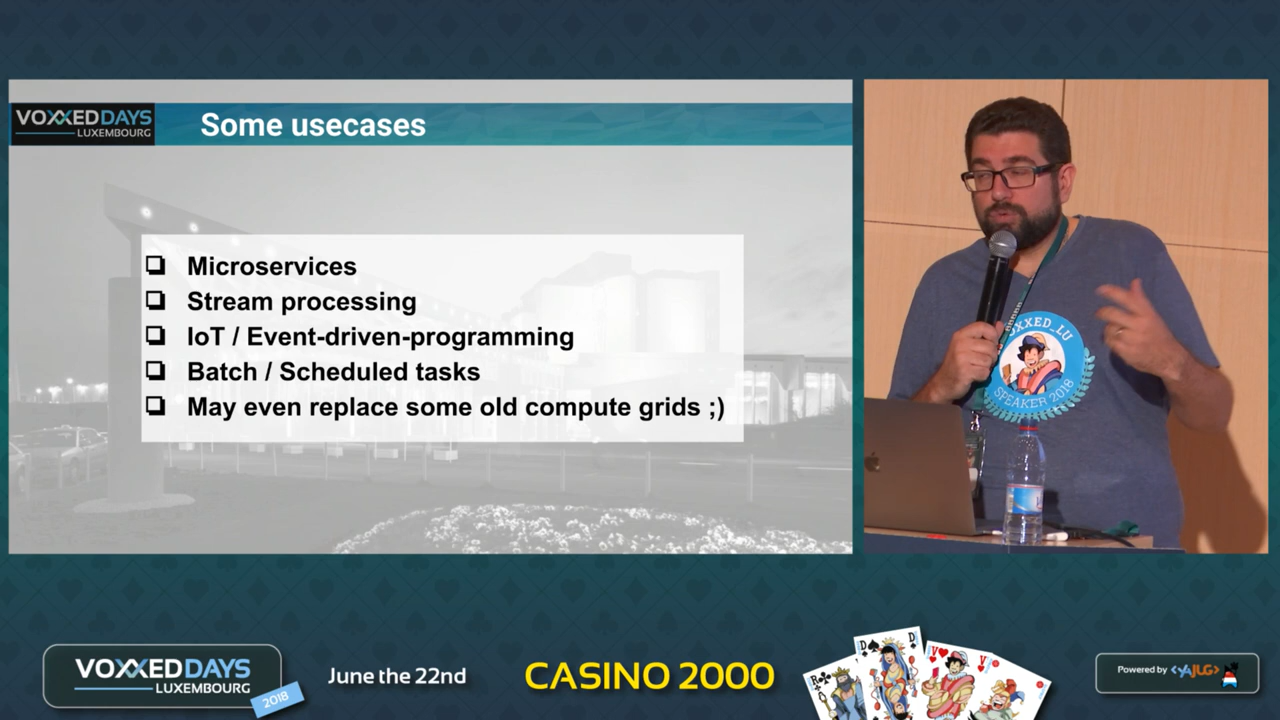 VOXXEDDAYS
LUXEMBOURG
Some usecases
Microservices
Stream processing
IoT / Event-driven-programming
Batch / Scheduled tasks
May even replace some old compute grids ;)
VOXXED_LU
SPEAKER 2018
VOXXEDDAYS
LUXEMBOURG
2018
June the 22nd
CASINO 2000
R
D
D
V
V
Powered by <YAJUG>